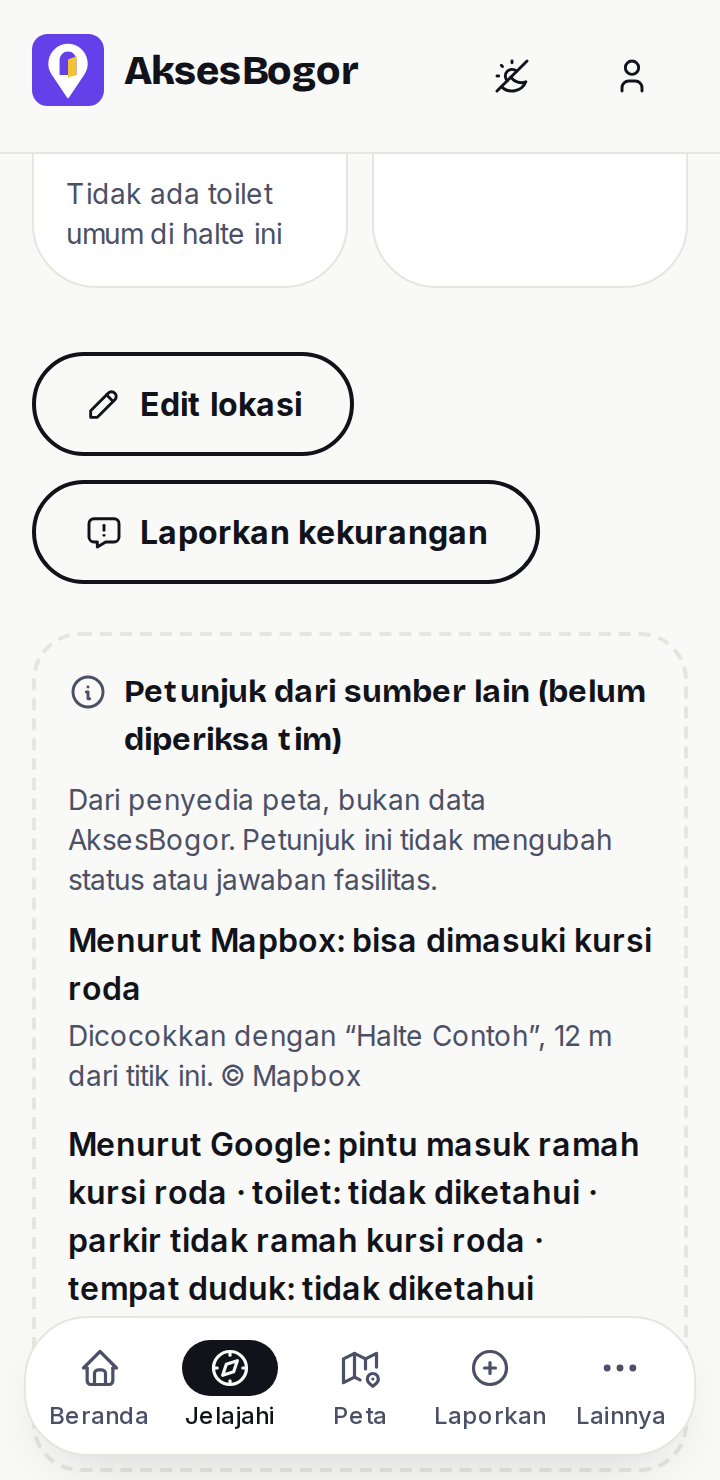 AksesBogor
Tidak ada toilet
umum di halte ini
Edit lokasi
Laporkan kekurangan
Petunjuk dari sumber lain (belum
diperiksa tim)
Dari penyedia peta, bukan data
AksesBogor. Petunjuk ini tidak mengubah
status atau jawaban fasilitas.
Menurut Mapbox: bisa dimasuki kursi
roda
Dicocokkan dengan “Halte Contoh”, 12 m
dari titik ini. © Mapbox
Menurut Google: pintu masuk ramah
kursi roda · toilet: tidak diketahui ·
parkir tidak ramah kursi roda ·
tempat duduk: tidak diketahui
Beranda
Jelajahi
Peta
Laporkan
Lainnya